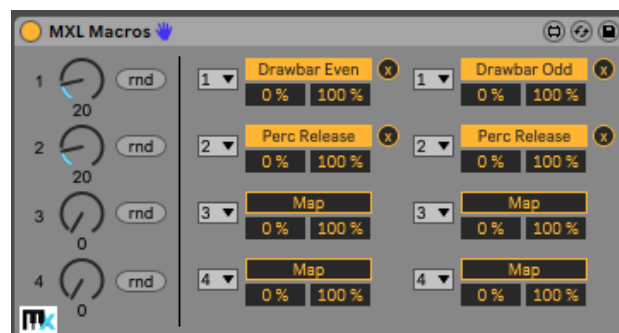 MXL Macros
1 rnd 1 Drawbar Even x 1 Drawbar Odd x
20 0 % 100 % 0 % 100 %
2 rnd 2 Perc Release x 2 Perc Release x
20 0 % 100 % 0 % 100 %
3 rnd 3 Map 3 Map
0 0 % 100 % 0 % 100 %
4 rnd 4 Map 4 Map
0 0 % 100 % 0 % 100 %
mx